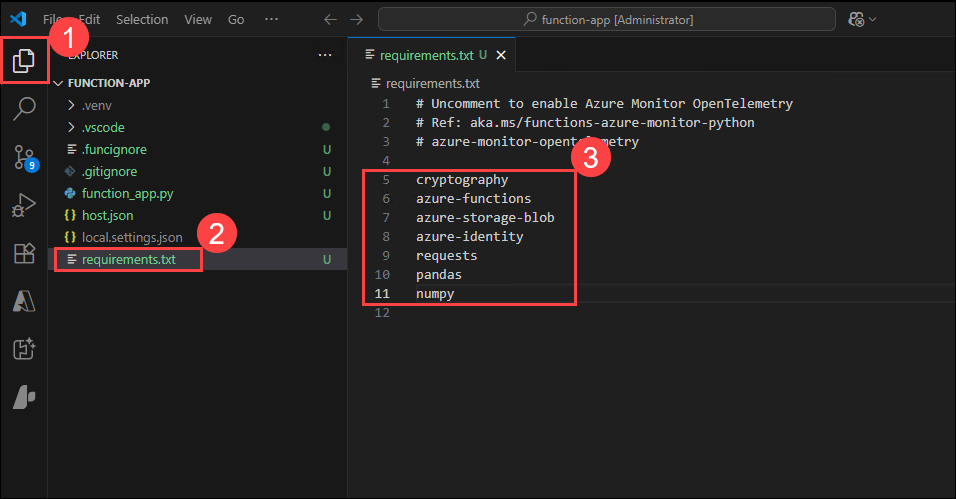 File Edit Selection View Go ···
function-app [Administrator]
1
EXPLORER ···
FUNCTION-APP
.venv
.vscode
.funcignore U
.gitignore U
function_app.py U
{} host.json U
{} local.settings.json
requirements.txt U
2
9
requirements.txt U
requirements.txt
1 # Uncomment to enable Azure Monitor OpenTelemetry
2 # Ref: aka.ms/functions-azure-monitor-python
3 # azure-monitor-opentelemetry
4
3
5 cryptography
6 azure-functions
7 azure-storage-blob
8 azure-identity
9 requests
10 pandas
11 numpy
12